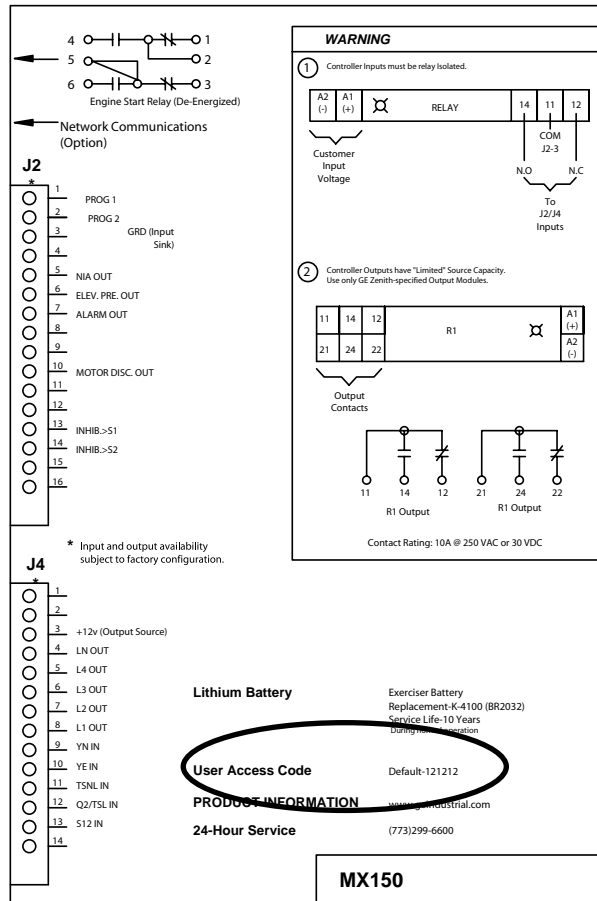 4 1
5 2
6 3
Engine Start Relay (De-Energized)
Network Communications
(Option)
J2
*
1 PROG 1
2 PROG 2
3 GRD (Input
Sink)
4
5 NIA OUT
6 ELEV. PRE. OUT
7 ALARM OUT
8
9
10 MOTOR DISC. OUT
11
12
13 INHIB.>S1
14 INHIB.>S2
15
16
* Input and output availability
subject to factory configuration.
J4
*
1
2
3 +12v (Output Source)
4 LN OUT
5 L4 OUT
6 L3 OUT
7 L2 OUT
8 L1 OUT
9 YN IN
10 YE IN
11 TSNL IN
12 Q2/TSL IN
13 S12 IN
14
WARNING
1 Controller Inputs must be relay Isolated.
A2 A1 RELAY 14 11 12
(-) (+)
COM
J2-3
Customer
Input
Voltage
N.O N.C
To
J2/J4
Inputs
2 Controller Outputs have "Limited" Source Capacity.
Use only GE Zenith-specified Output Modules.
11 14 12 R1 A1
(+)
21 24 22 A2
(-)
Output
Contacts
11 14 12 21 24 22
R1 Output R1 Output
Contact Rating: 10A @ 250 VAC or 30 VDC
Lithium Battery Exerciser Battery
Replacement-K-4100 (BR2032)
Service Life-10 Years
During normal operation
User Access Code Default-121212
PRODUCT INFORMATION www.geindustrial.com
24-Hour Service (773)299-6600
MX150